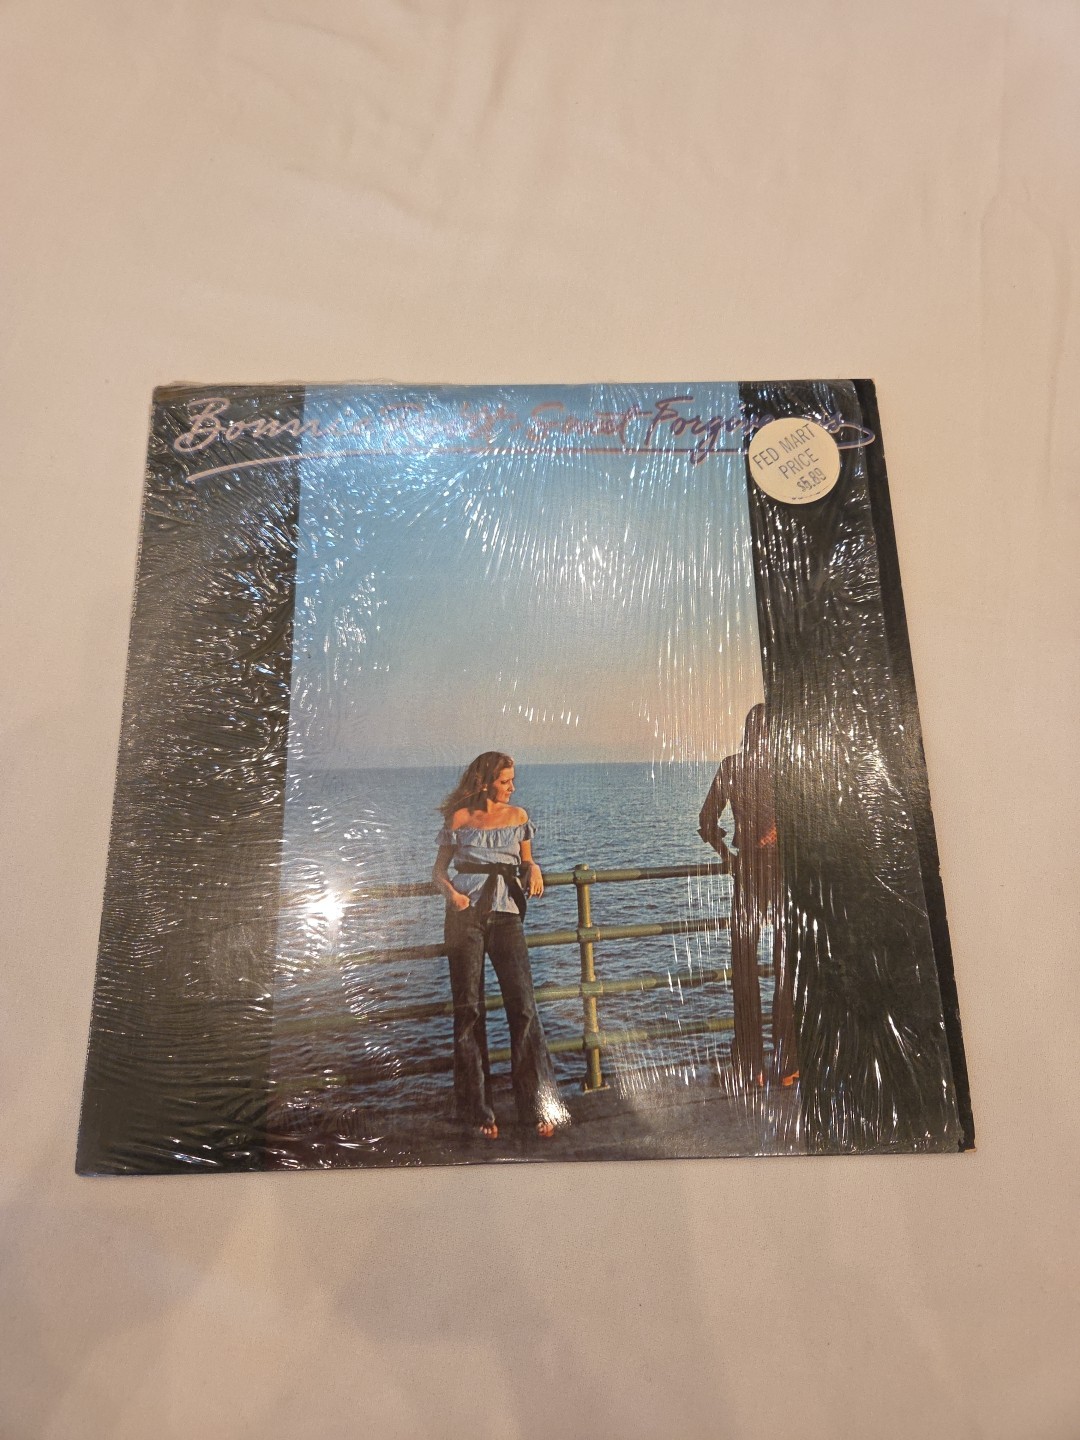 Bonnie Raitt Sweet Forgiveness
FED MART
PRICE
$5.89